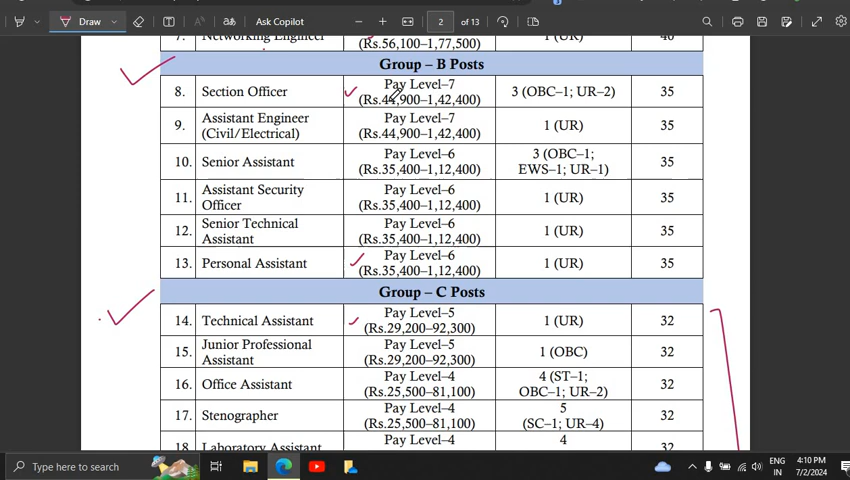 Draw
Ask Copilot
2
of 13
7.
Networking Engineer
(Rs.56,100–1,77,500)
1 (UR)
40
Group – B Posts
8.
Section Officer
Pay Level–7
(Rs.44,900–1,42,400)
3 (OBC–1; UR–2)
35
9.
Assistant Engineer
(Civil/Electrical)
Pay Level–7
(Rs.44,900–1,42,400)
1 (UR)
35
10.
Senior Assistant
Pay Level–6
(Rs.35,400–1,12,400)
3 (OBC–1;
EWS–1; UR–1)
35
11.
Assistant Security
Officer
Pay Level–6
(Rs.35,400–1,12,400)
1 (UR)
35
12.
Senior Technical
Assistant
Pay Level–6
(Rs.35,400–1,12,400)
1 (UR)
35
13.
Personal Assistant
Pay Level–6
(Rs.35,400–1,12,400)
1 (UR)
35
Group – C Posts
14.
Technical Assistant
Pay Level–5
(Rs.29,200–92,300)
1 (UR)
32
15.
Junior Professional
Assistant
Pay Level–5
(Rs.29,200–92,300)
1 (OBC)
32
16.
Office Assistant
Pay Level–4
(Rs.25,500–81,100)
4 (ST–1;
OBC–1; UR–2)
32
17.
Stenographer
Pay Level–4
(Rs.25,500–81,100)
5
(SC–1; UR–4)
32
18.
Laboratory Assistant
Pay Level–4
4
32
Type here to search
ENG
IN
4:10 PM
7/2/2024